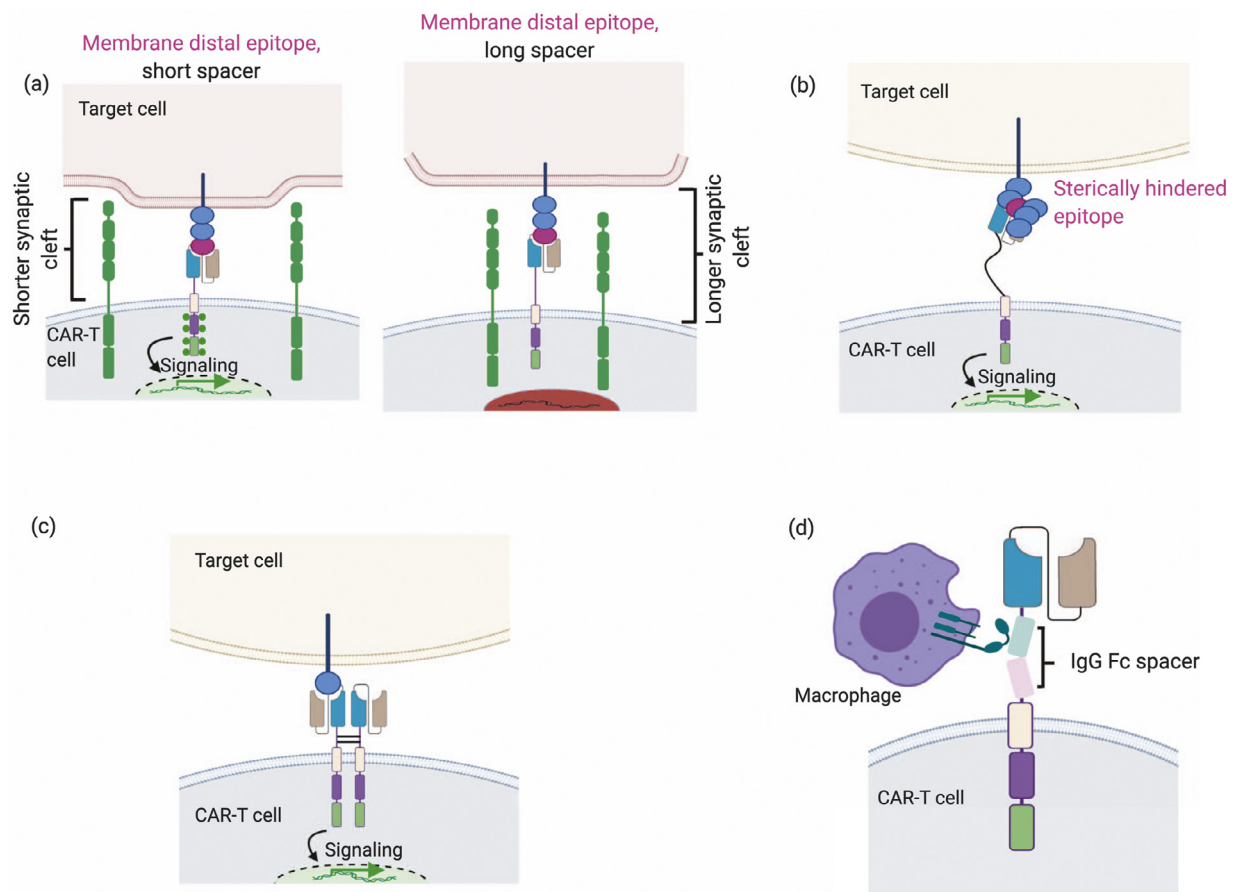 (a)
Membrane distal epitope,
short spacer
Target cell
Shorter synaptic
cleft
CAR-T
cell
Signaling
Membrane distal epitope,
long spacer
Longer synaptic
cleft
(b)
Target cell
Sterically hindered
epitope
CAR-T cell
Signaling
(c)
Target cell
CAR-T cell
Signaling
(d)
Macrophage
IgG Fc spacer
CAR-T cell